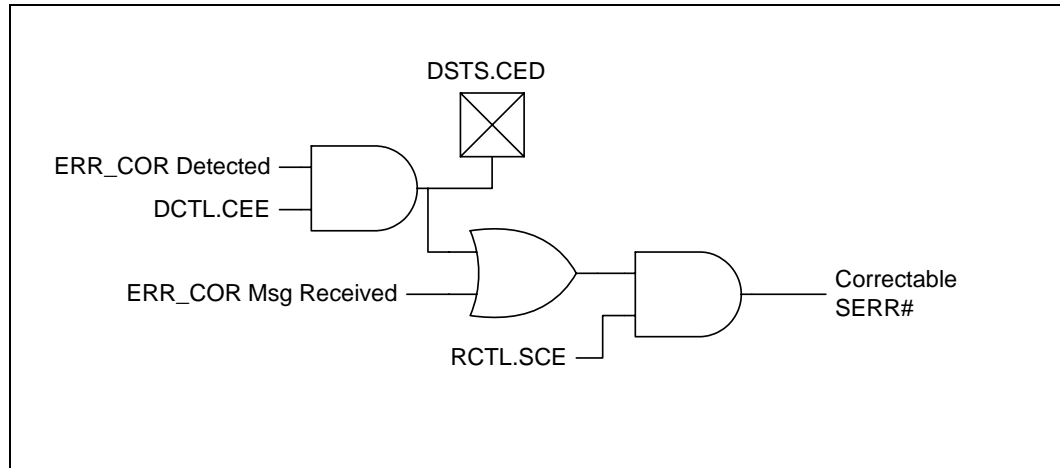 DSTS.CED
ERR_COR Detected
DCTL.CEE
ERR_COR Msg Received
RCTL.SCE
Correctable
SERR#